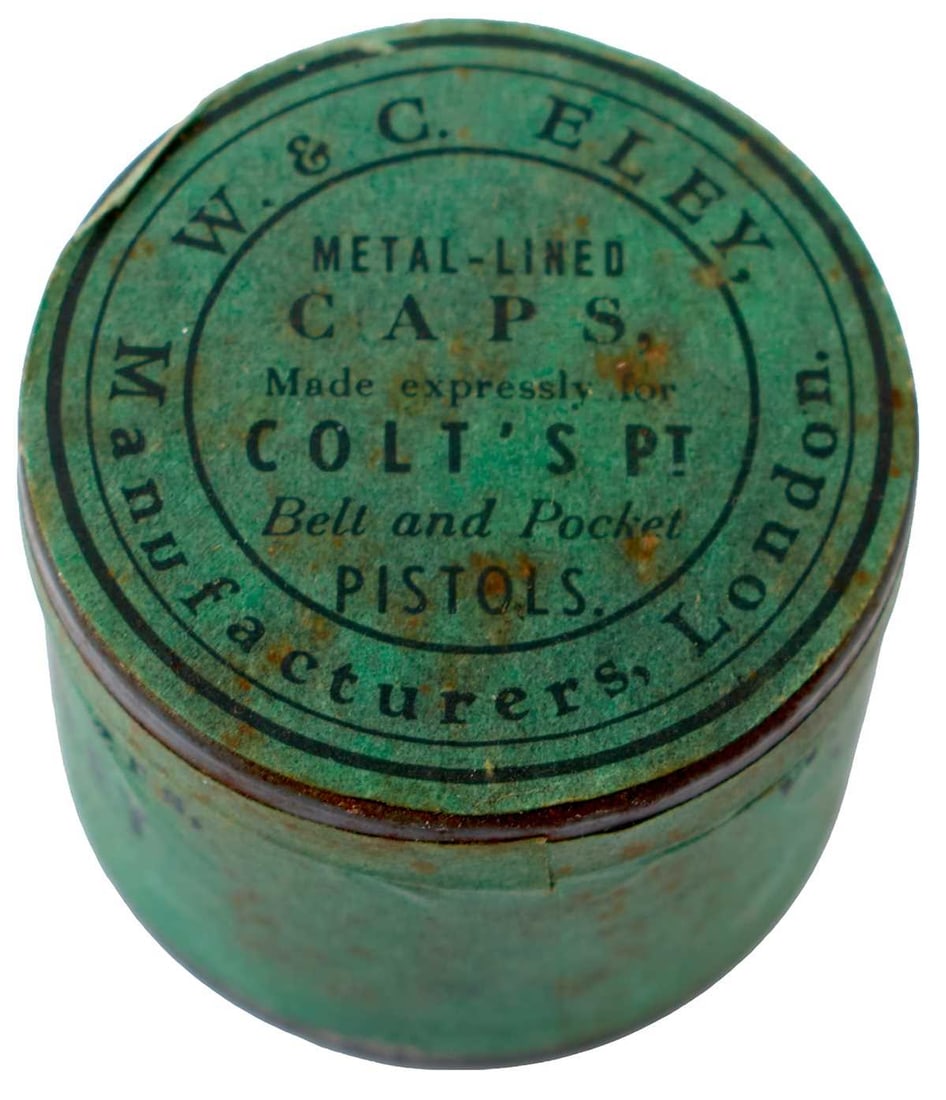 W. & C. ELEY,
Manufacturers, London.
METAL-LINED
CAPS,
Made expressly for
COLT'S PT
Belt and Pocket
PISTOLS.